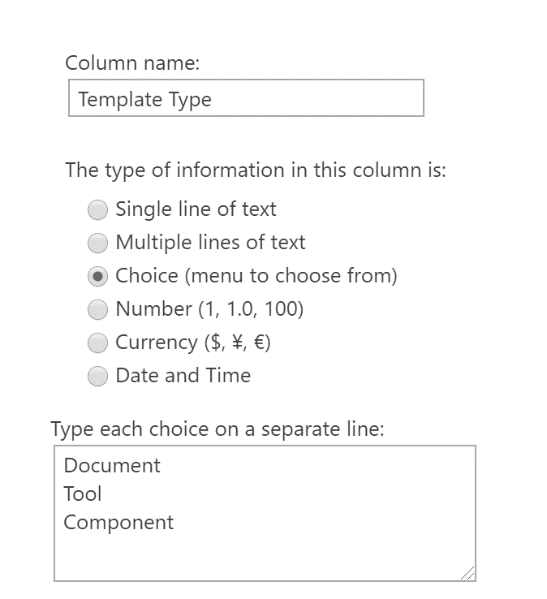 Column name:
Template Type
The type of information in this column is:
Single line of text
Multiple lines of text
Choice (menu to choose from)
Number (1, 1.0, 100)
Currency ($, ¥, €)
Date and Time
Type each choice on a separate line:
Document
Tool
Component